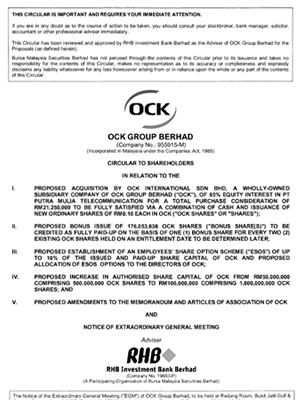 THIS CIRCULAR IS IMPORTANT AND REQUIRES YOUR IMMEDIATE ATTENTION.
If you are in any doubt as to the course of action to be taken, you should consult your stockbroker, bank manager, solicitor,
accountant or other professional adviser immediately.
This Circular has been reviewed and approved by RHB Investment Bank Berhad as the Adviser of OCK Group Berhad for the
Proposals (as defined herein).
Bursa Malaysia Securities Berhad has not perused through the contents of this Circular prior to its issuance and takes no
responsibility for the contents of this Circular, makes no representation as to its accuracy or completeness and expressly
disclaims any liability whatsoever for any loss howsoever arising from or in reliance upon the whole or any part of the contents
of this Circular.
OCK
OCK GROUP BERHAD
(Company No.: 955915-M)
(Incorporated in Malaysia under the Companies Act, 1965)
CIRCULAR TO SHAREHOLDERS
IN RELATION TO THE
I. PROPOSED ACQUISITION BY OCK INTERNATIONAL SDN BHD, A WHOLLY-OWNED
SUBSIDIARY COMPANY OF OCK GROUP BERHAD ("OCK"), OF 85% EQUITY INTEREST IN PT
PUTRA MULIA TELECOMMUNICATION FOR A TOTAL PURCHASE CONSIDERATION OF
RM21,250,000 TO BE FULLY SATISFIED VIA A COMBINATION OF CASH AND ISSUANCE OF
NEW ORDINARY SHARES OF RM0.10 EACH IN OCK ("OCK SHARES" OR "SHARES");
II. PROPOSED BONUS ISSUE OF 176,053,636 OCK SHARES ("BONUS SHARE(S)") TO BE
CREDITED AS FULLY PAID-UP ON THE BASIS OF ONE (1) BONUS SHARE FOR EVERY TWO (2)
EXISTING OCK SHARES HELD ON AN ENTITLEMENT DATE TO BE DETERMINED LATER;
III. PROPOSED ESTABLISHMENT OF AN EMPLOYEES' SHARE OPTION SCHEME ("ESOS") OF UP
TO 10% OF THE ISSUED AND PAID-UP SHARE CAPITAL OF OCK AND PROPOSED
ALLOCATION OF ESOS OPTIONS TO THE DIRECTORS OF OCK;
IV. PROPOSED INCREASE IN AUTHORISED SHARE CAPITAL OF OCK FROM RM50,000,000
COMPRISING 500,000,000 OCK SHARES TO RM100,000,000 COMPRISING 1,000,000,000 OCK
SHARES; AND
V. PROPOSED AMENDMENTS TO THE MEMORANDUM AND ARTICLES OF ASSOCIATION OF OCK
AND
NOTICE OF EXTRAORDINARY GENERAL MEETING
Adviser
RHB
RHB Investment Bank Berhad
(Company No. 19663-P)
(A Participating Organisation of Bursa Malaysia Securities Berhad)
The Notice of the Extraordinary General Meeting ("EGM") of OCK Group Berhad, to be held at Redang Room, Bukit Jalil Golf &